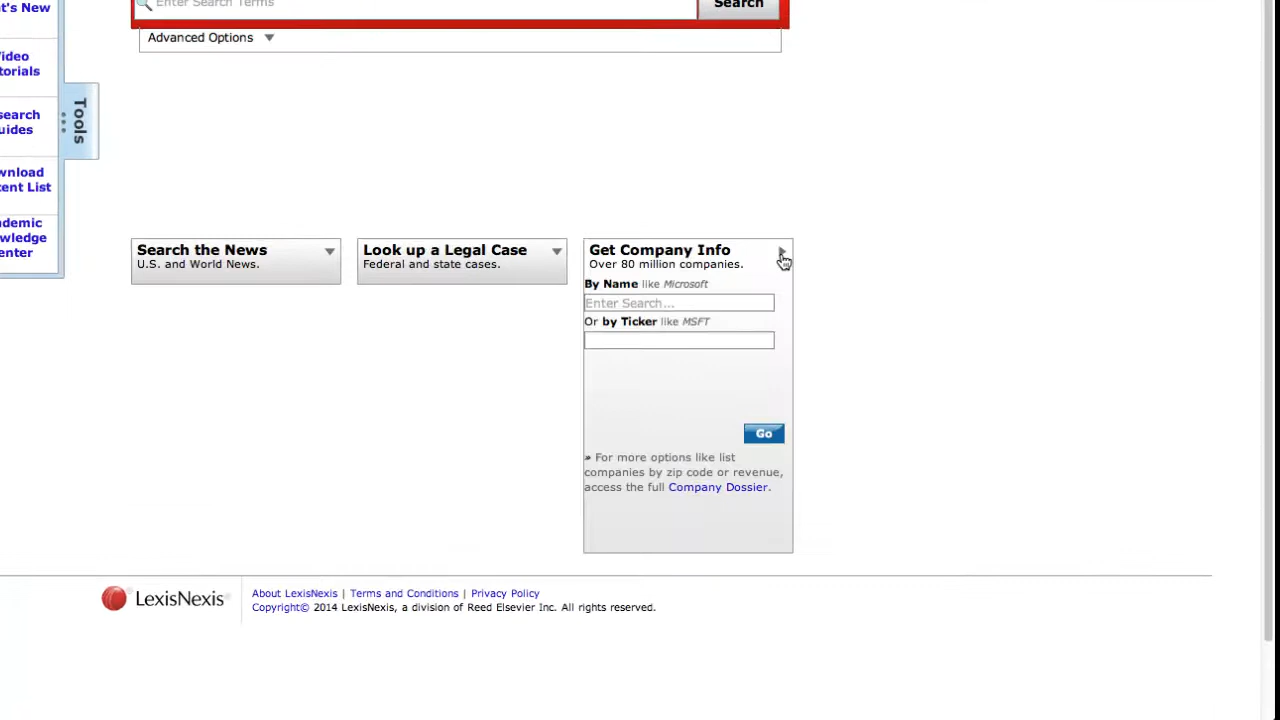 t's New
Enter Search Terms
Search
Advanced Options
ideo
torials
search
uides
wnload
tent List
ademic
wledge
enter
Tools
Search the News
U.S. and World News.
Look up a Legal Case
Federal and state cases.
Get Company Info
Over 80 million companies.
By Name like Microsoft
Enter Search...
Or by Ticker like MSFT
Go
» For more options like list
companies by zip code or revenue,
access the full Company Dossier.
LexisNexis®
About LexisNexis | Terms and Conditions | Privacy Policy
Copyright© 2014 LexisNexis, a division of Reed Elsevier Inc. All rights reserved.